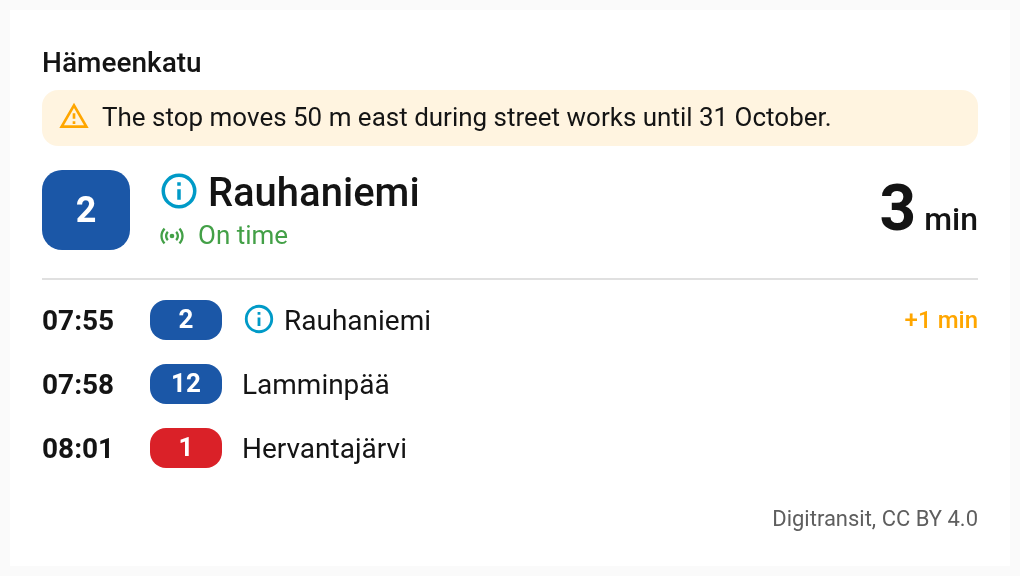 Hämeenkatu
The stop moves 50 m east during street works until 31 October.
2 Rauhaniemi 3 min
On time
07:55 2 Rauhaniemi +1 min
07:58 12 Lamminpää
08:01 1 Hervantajärvi
Digitransit, CC BY 4.0